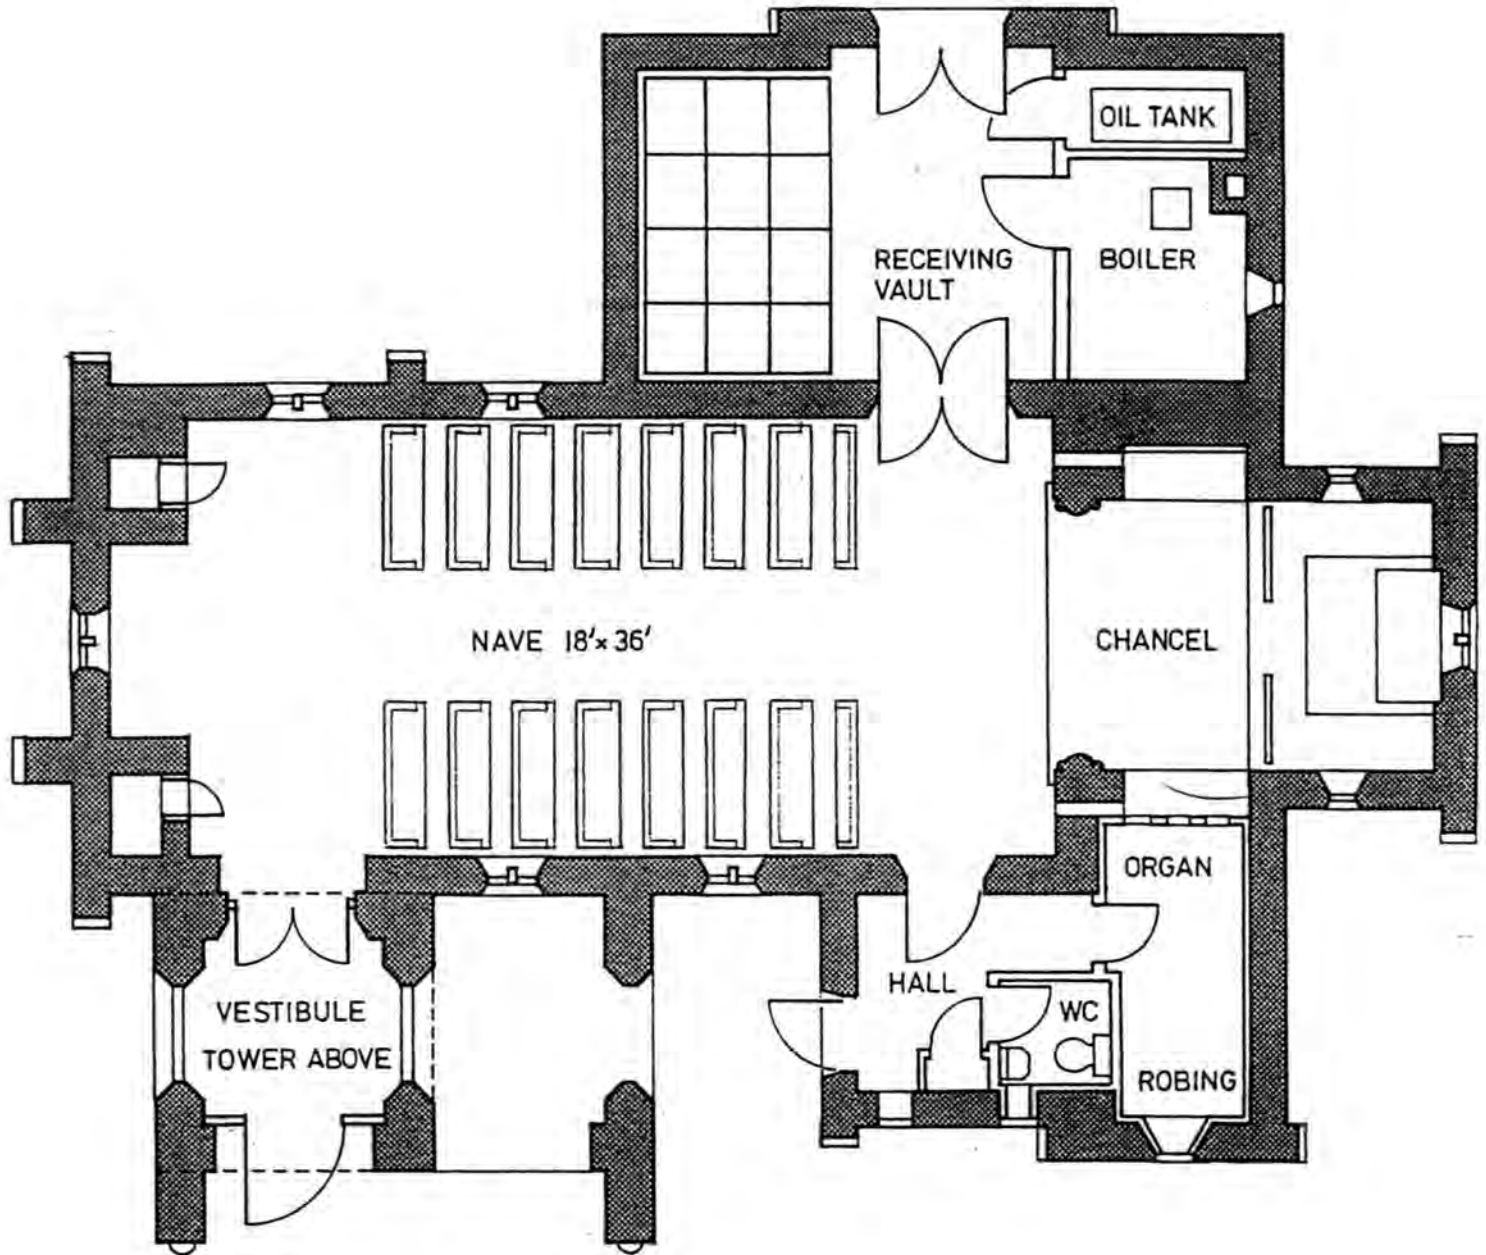 OIL TANK
RECEIVING
VAULT
BOILER
NAVE 18'x 36'
CHANCEL
ORGAN
HALL
WC
VESTIBULE
TOWER ABOVE
ROBING